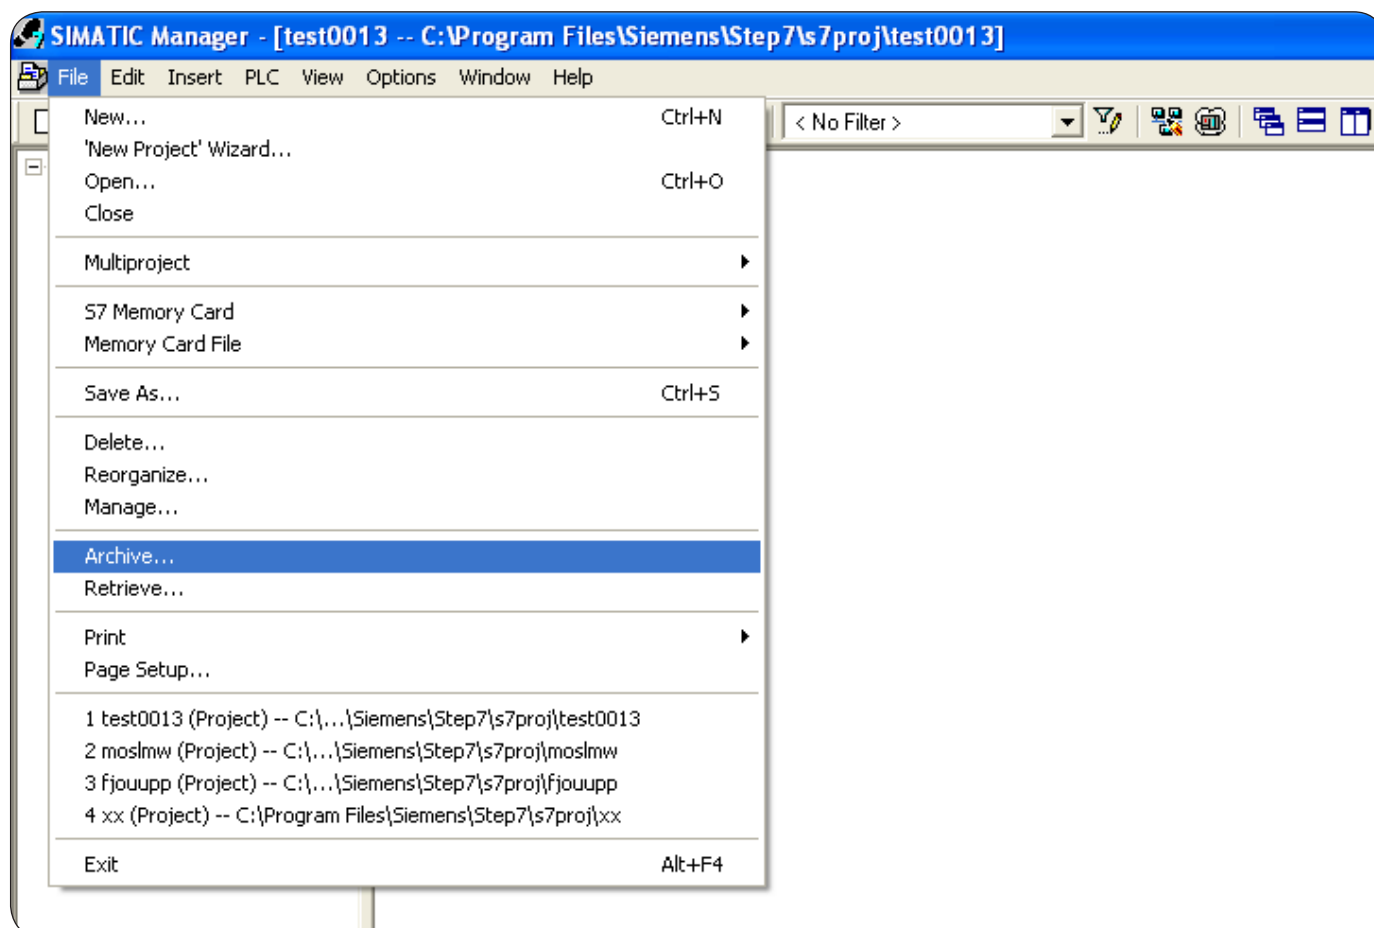 SIMATIC Manager - [test0013 -- C:\Program Files\Siemens\Step7\s7proj\test0013]
File Edit Insert PLC View Options Window Help
New... Ctrl+N
< No Filter >
'New Project' Wizard...
Open... Ctrl+O
Close
Multiproject
S7 Memory Card
Memory Card File
Save As... Ctrl+S
Delete...
Reorganize...
Manage...
Archive...
Retrieve...
Print
Page Setup...
1 test0013 (Project) -- C:\...\Siemens\Step7\s7proj\test0013
2 moslmw (Project) -- C:\...\Siemens\Step7\s7proj\moslmw
3 fjouupp (Project) -- C:\...\Siemens\Step7\s7proj\fjouupp
4 xx (Project) -- C:\Program Files\Siemens\Step7\s7proj\xx
Exit Alt+F4